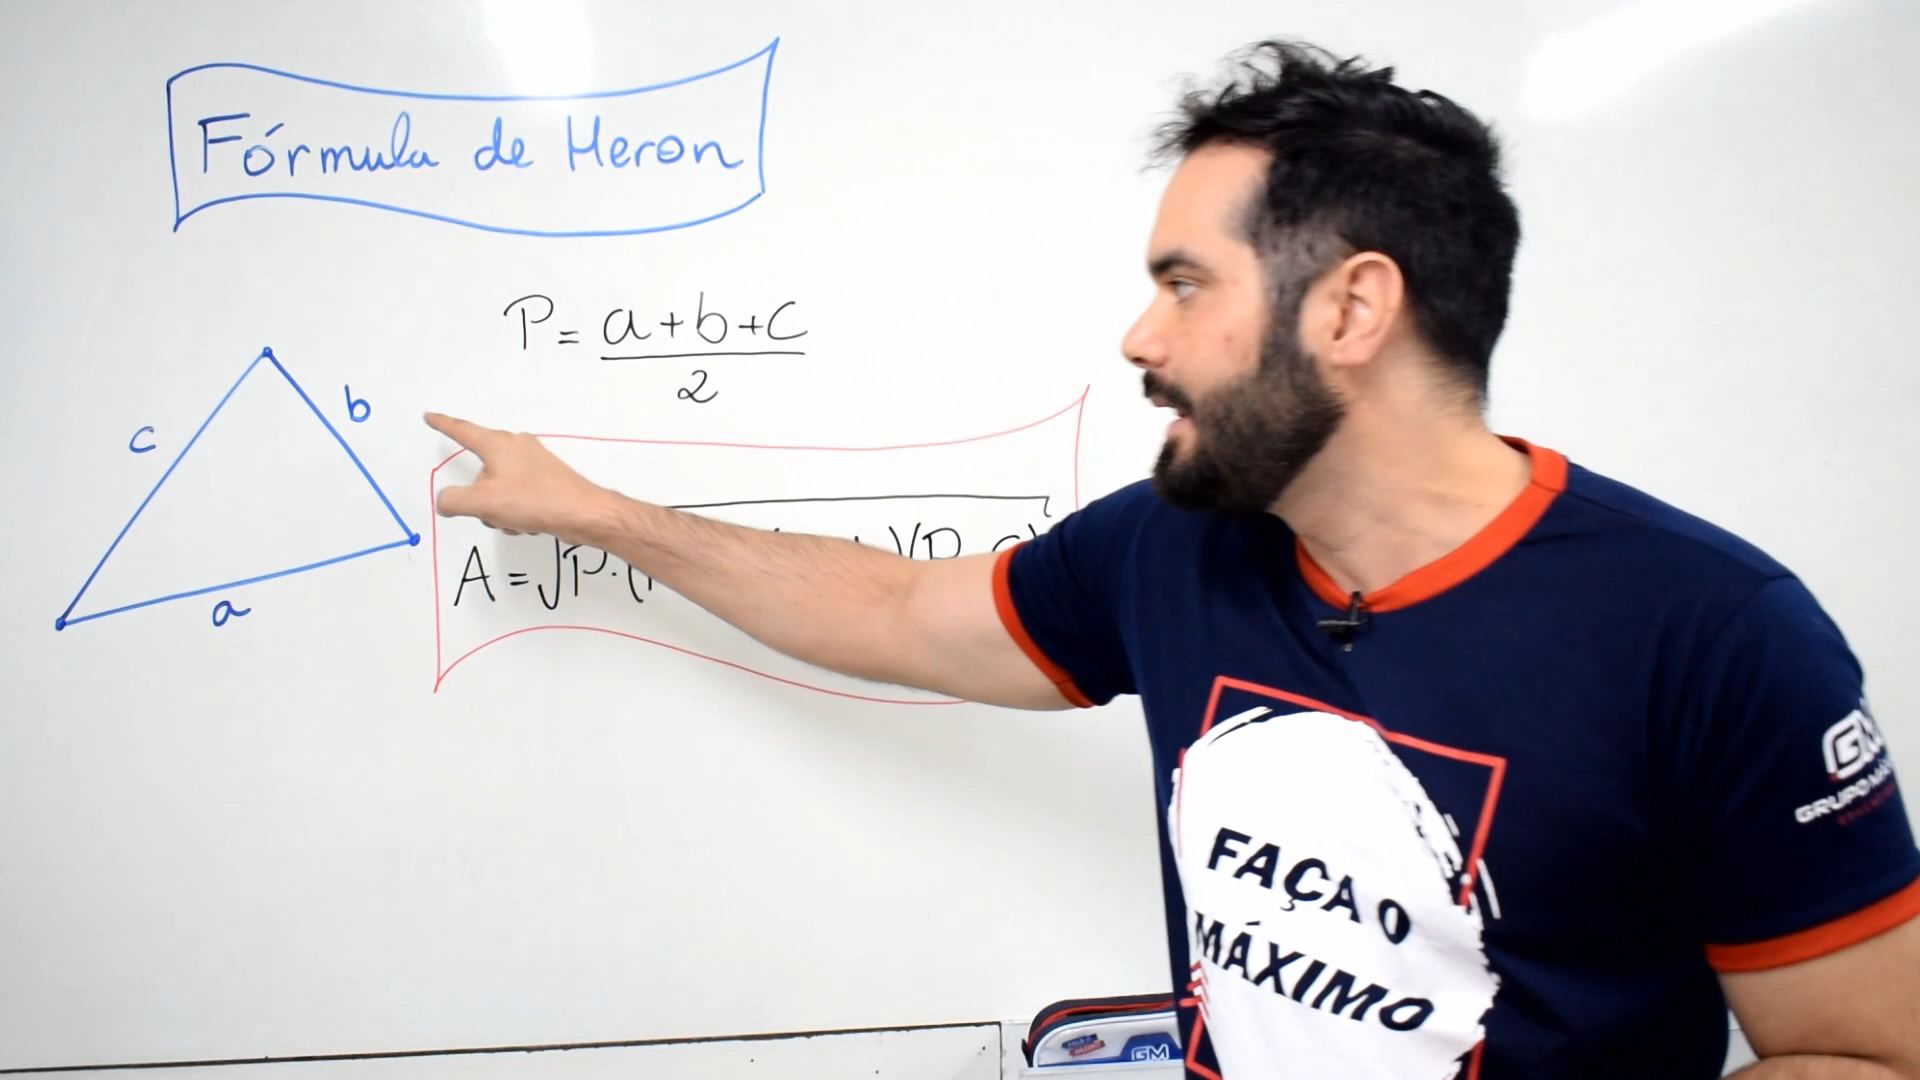 Fórmula de Heron
P = a+b+c
2
c
b
a
A = √P.(
)(P
FAÇA O
MÁXIMO
GM